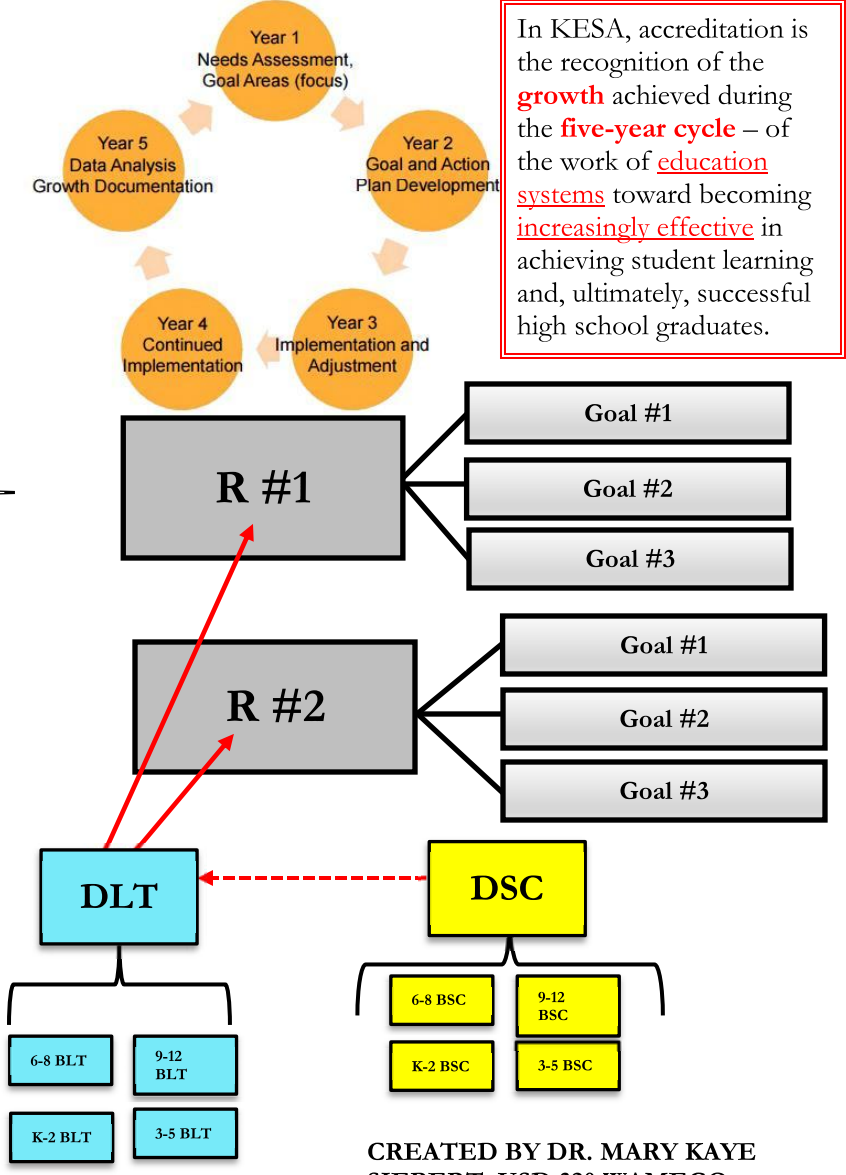 Year 1
Needs Assessment,
Goal Areas (focus)
Year 5
Data Analysis
Growth Documentation
Year 2
Goal and Action
Plan Development
Year 4
Continued
Implementation
Year 3
Implementation and
Adjustment
In KESA, accreditation is
the recognition of the
growth achieved during
the five-year cycle – of
the work of education
systems toward becoming
increasingly effective in
achieving student learning
and, ultimately, successful
high school graduates.
R #1
Goal #1
Goal #2
Goal #3
R #2
Goal #1
Goal #2
Goal #3
DLT
DSC
6-8 BLT
9-12
BLT
K-2 BLT
3-5 BLT
6-8 BSC
9-12
BSC
K-2 BSC
3-5 BSC
CREATED BY DR. MARY KAYE
SIEBERT, USD 320 WAMEGO